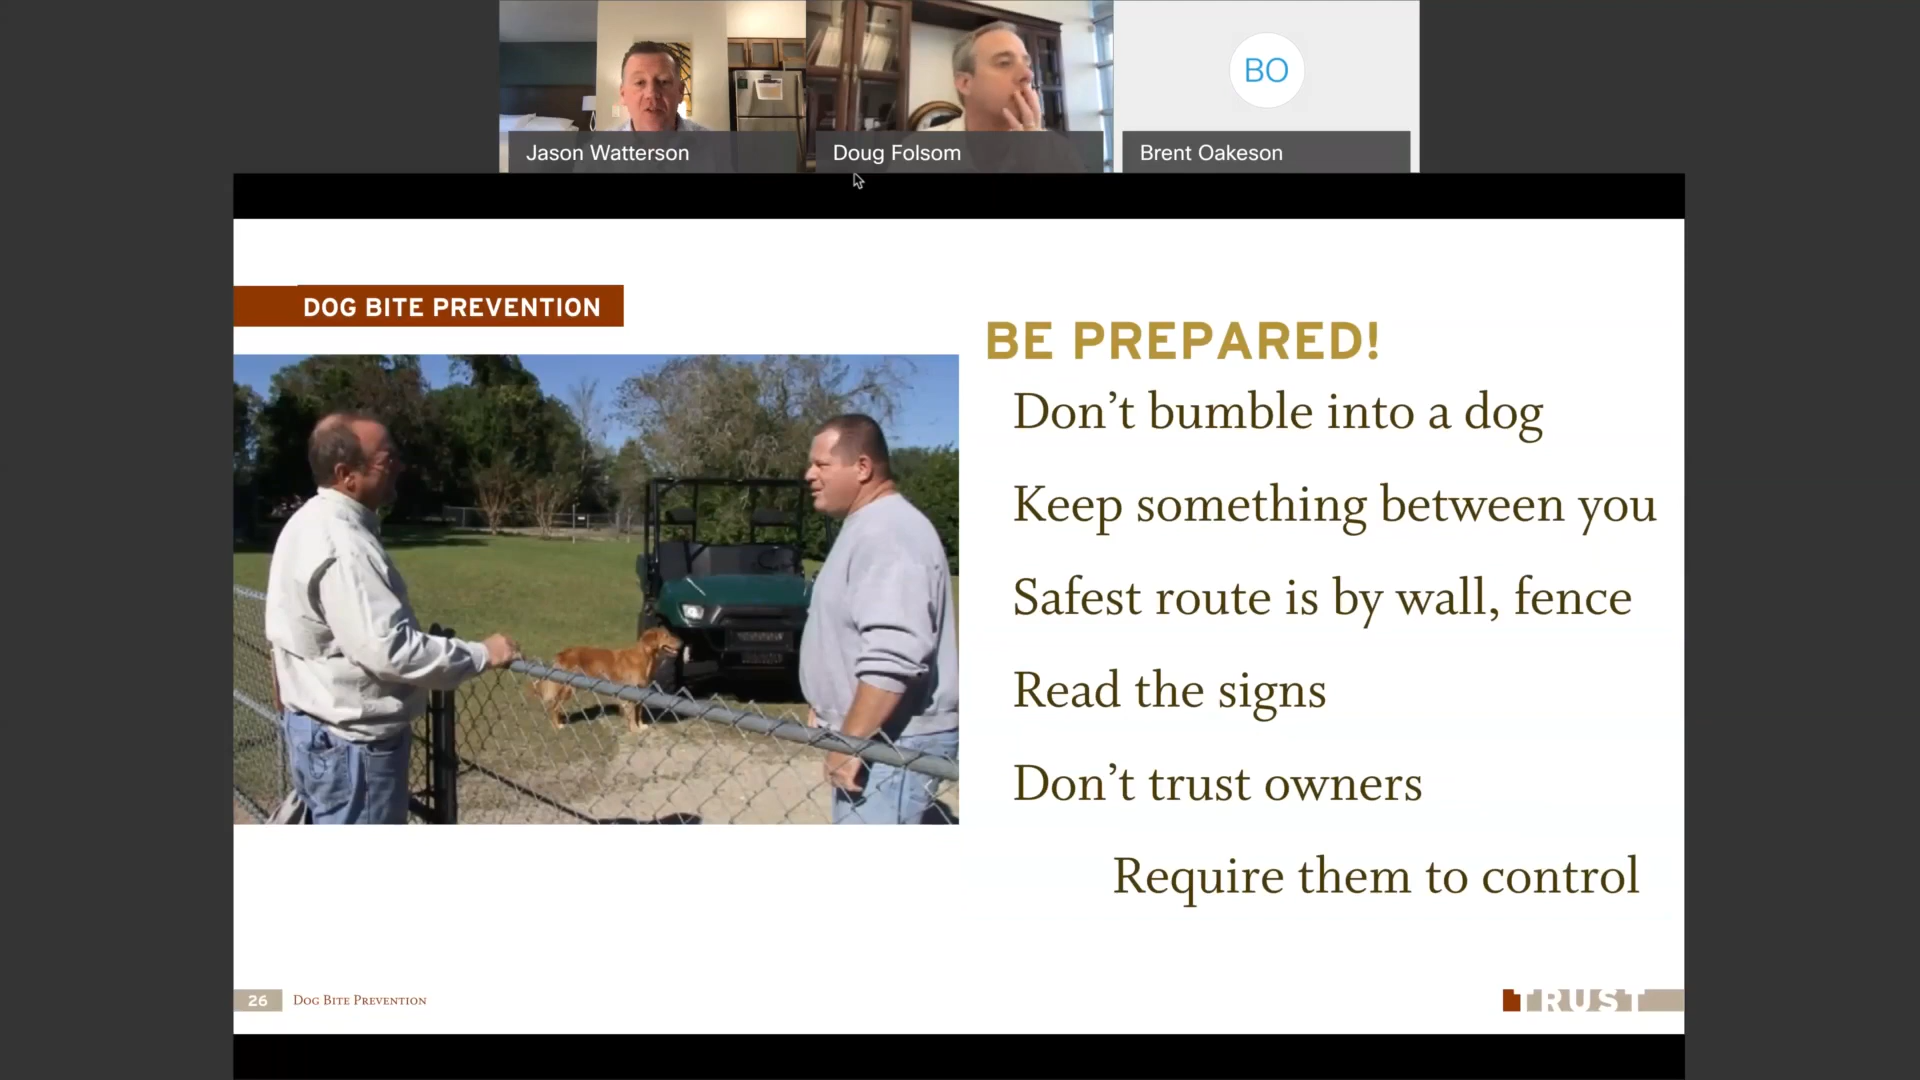 BO
Jason Watterson
Doug Folsom
Brent Oakeson
DOG BITE PREVENTION
BE PREPARED!
Don’t bumble into a dog
Keep something between you
Safest route is by wall, fence
Read the signs
Don’t trust owners
Require them to control
26
Dog Bite Prevention
TRUST